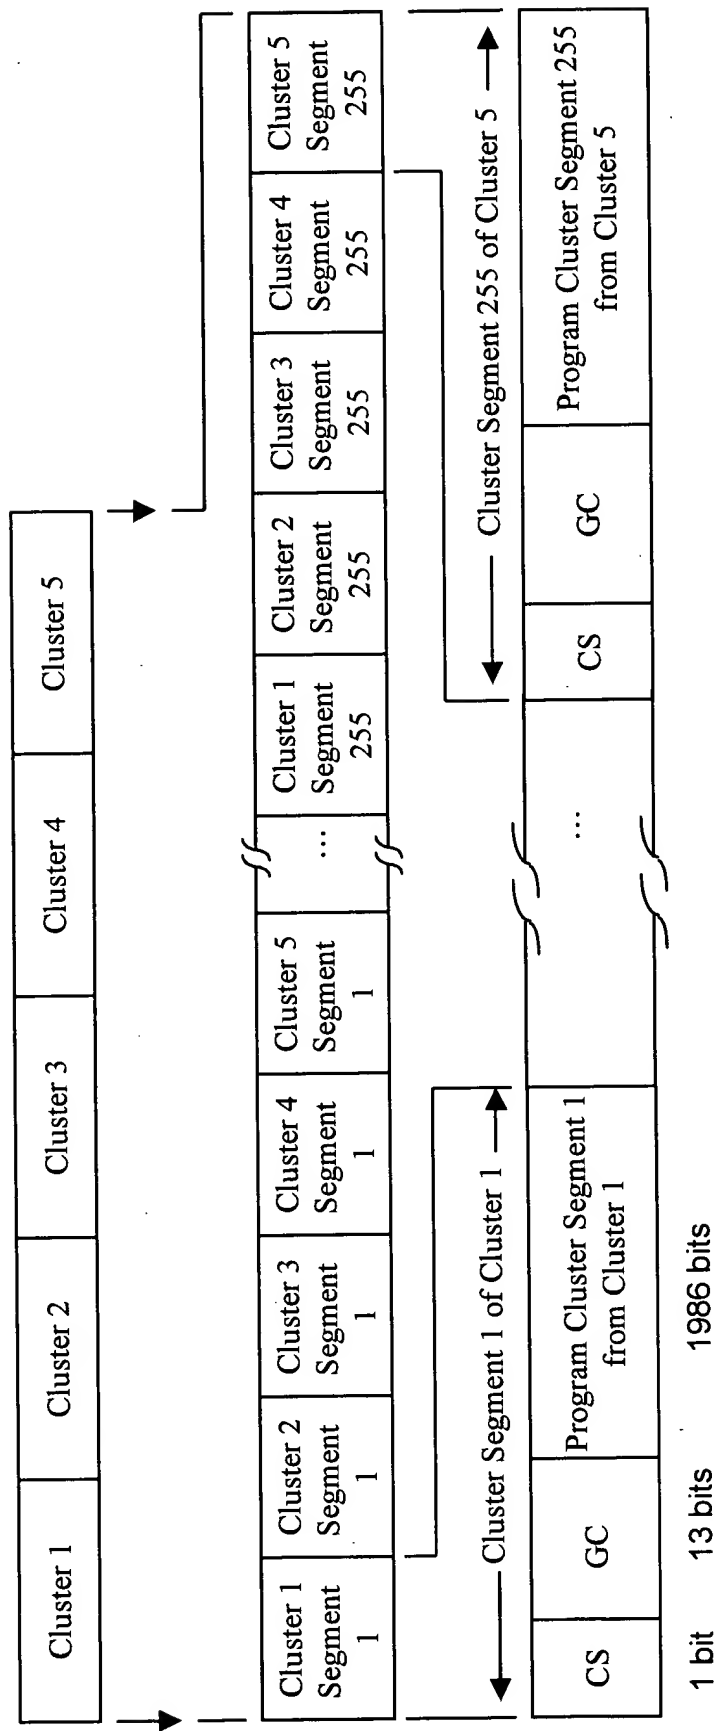 Cluster 1
Cluster 2
Cluster 3
Cluster 4
Cluster 5
Cluster 1
Segment
1
Cluster 2
Segment
1
Cluster 3
Segment
1
Cluster 4
Segment
1
Cluster 5
Segment
1
...
Cluster 1
Segment
255
Cluster 2
Segment
255
Cluster 3
Segment
255
Cluster 4
Segment
255
Cluster 5
Segment
255
Cluster Segment 1 of Cluster 1
Cluster Segment 255 of Cluster 5
CS
GC
Program Cluster Segment 1
from Cluster 1
...
CS
GC
Program Cluster Segment 255
from Cluster 5
1 bit
13 bits
1986 bits